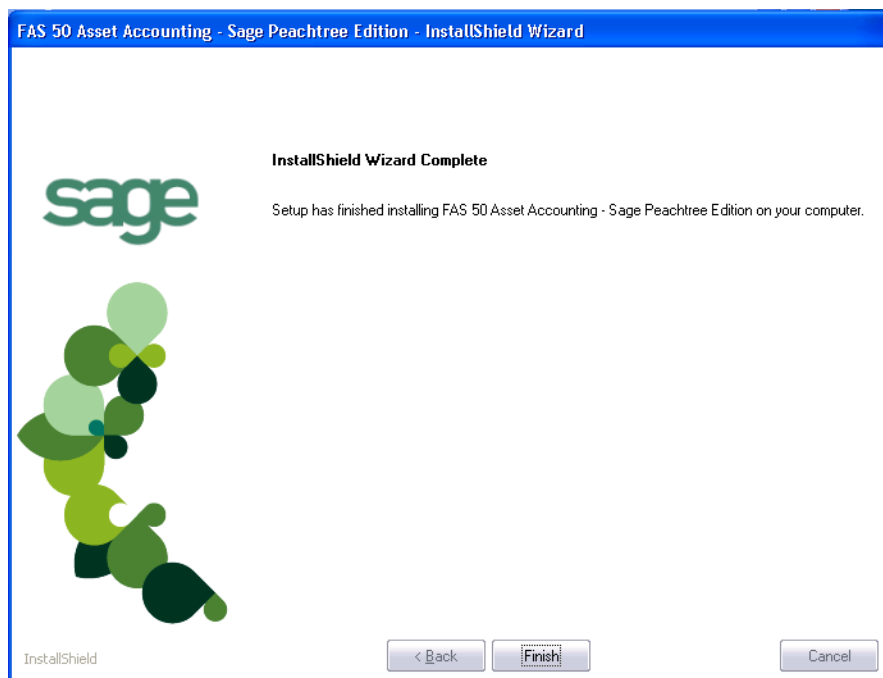 FAS 50 Asset Accounting - Sage Peachtree Edition - InstallShield Wizard
InstallShield Wizard Complete
sage
Setup has finished installing FAS 50 Asset Accounting - Sage Peachtree Edition on your computer.
InstallShield
< Back
Finish
Cancel